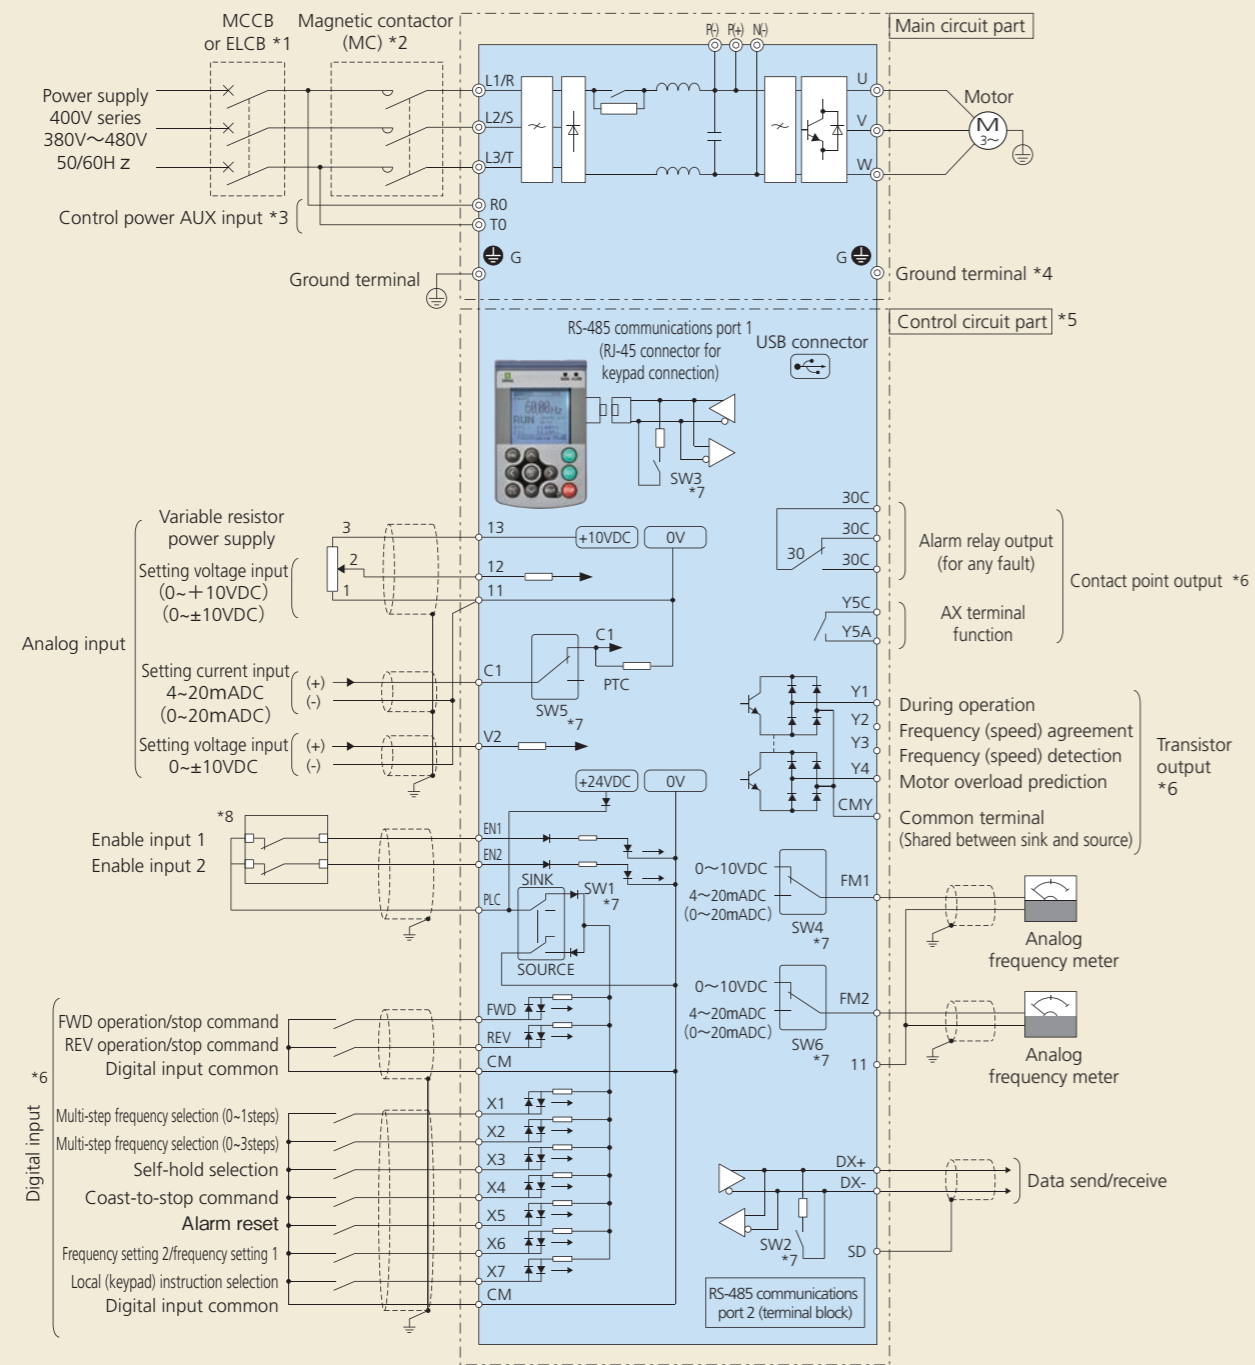 MCCB
or ELCB *1
Magnetic contactor
(MC) *2
P(-) P(+) N(-)
Main circuit part
Power supply
400V series
380V～480V
50/60H z
L1/R
L2/S
L3/T
U
V
W
Motor
M
3~
Control power AUX input *3
R0
T0
G
G
Ground terminal
Ground terminal *4
Control circuit part *5
RS-485 communications port 1
(RJ-45 connector for
keypad connection)
USB connector
60.00Hz
RUN
SW3
*7
30C
30C
30
30C
Alarm relay output
(for any fault)
Contact point output *6
Y5C
Y5A
AX terminal
function
Analog input
Variable resistor
power supply
Setting voltage input
(0~＋10VDC)
(0~±10VDC)
3
2
1
13
12
11
+10VDC
0V
Setting current input
4~20mADC
(0~20mADC)
(+)
(-)
C1
C1
PTC
SW5
*7
Setting voltage input
0~±10VDC
(+)
(-)
V2
Y1
Y2
Y3
Y4
CMY
During operation
Frequency (speed) agreement
Frequency (speed) detection
Motor overload prediction
Common terminal
(Shared between sink and source)
Transistor
output
*6
+24VDC
0V
*8
Enable input 1
Enable input 2
EN1
EN2
PLC
SINK
SW1
*7
SOURCE
0～10VDC
4～20mADC
(0～20mADC)
SW4
*7
FM1
Analog
frequency meter
0～10VDC
4～20mADC
(0～20mADC)
SW6
*7
FM2
11
Analog
frequency meter
*6
Digital input
FWD operation/stop command
REV operation/stop command
Digital input common
FWD
REV
CM
Multi-step frequency selection (0~1steps)
Multi-step frequency selection (0~3steps)
Self-hold selection
Coast-to-stop command
Alarm reset
Frequency setting 2/frequency setting 1
Local (keypad) instruction selection
Digital input common
X1
X2
X3
X4
X5
X6
X7
CM
DX+
DX-
SD
Data send/receive
SW2
*7
RS-485 communications
port 2 (terminal block)